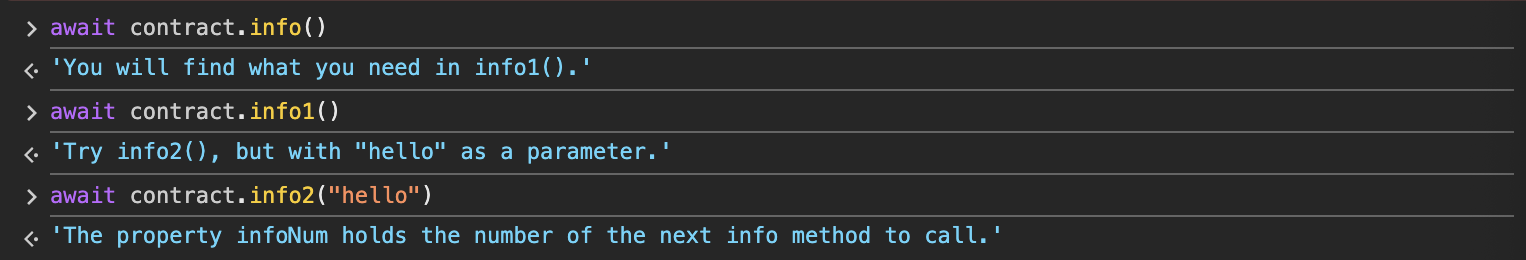 > await contract.info()
<· 'You will find what you need in info1().'
> await contract.info1()
<· 'Try info2(), but with "hello" as a parameter.'
> await contract.info2("hello")
<· 'The property infoNum holds the number of the next info method to call.'